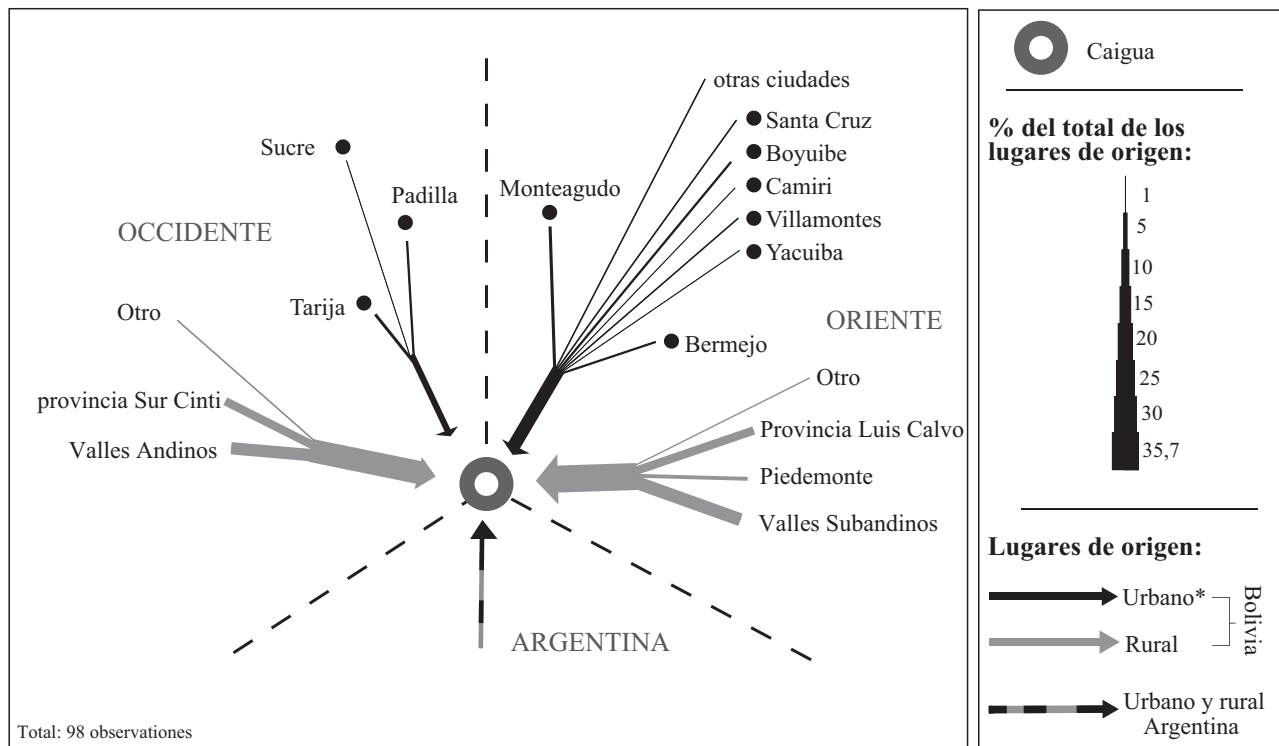 otras ciudades
Santa Cruz
Boyuibe
Camiri
Villamontes
Yacuiba
Sucre
Padilla
Monteagudo
OCCIDENTE
Tarija
Otro
provincia Sur Cinti
Valles Andinos
ORIENTE
Bermejo
Otro
Provincia Luis Calvo
Piedemonte
Valles Subandinos
ARGENTINA
Total: 98 observationes
Caigua
% del total de los
lugares de origen:
1
5
10
15
20
25
30
35,7
Lugares de origen:
Urbano*
Rural
Bolivia
Urbano y rural
Argentina